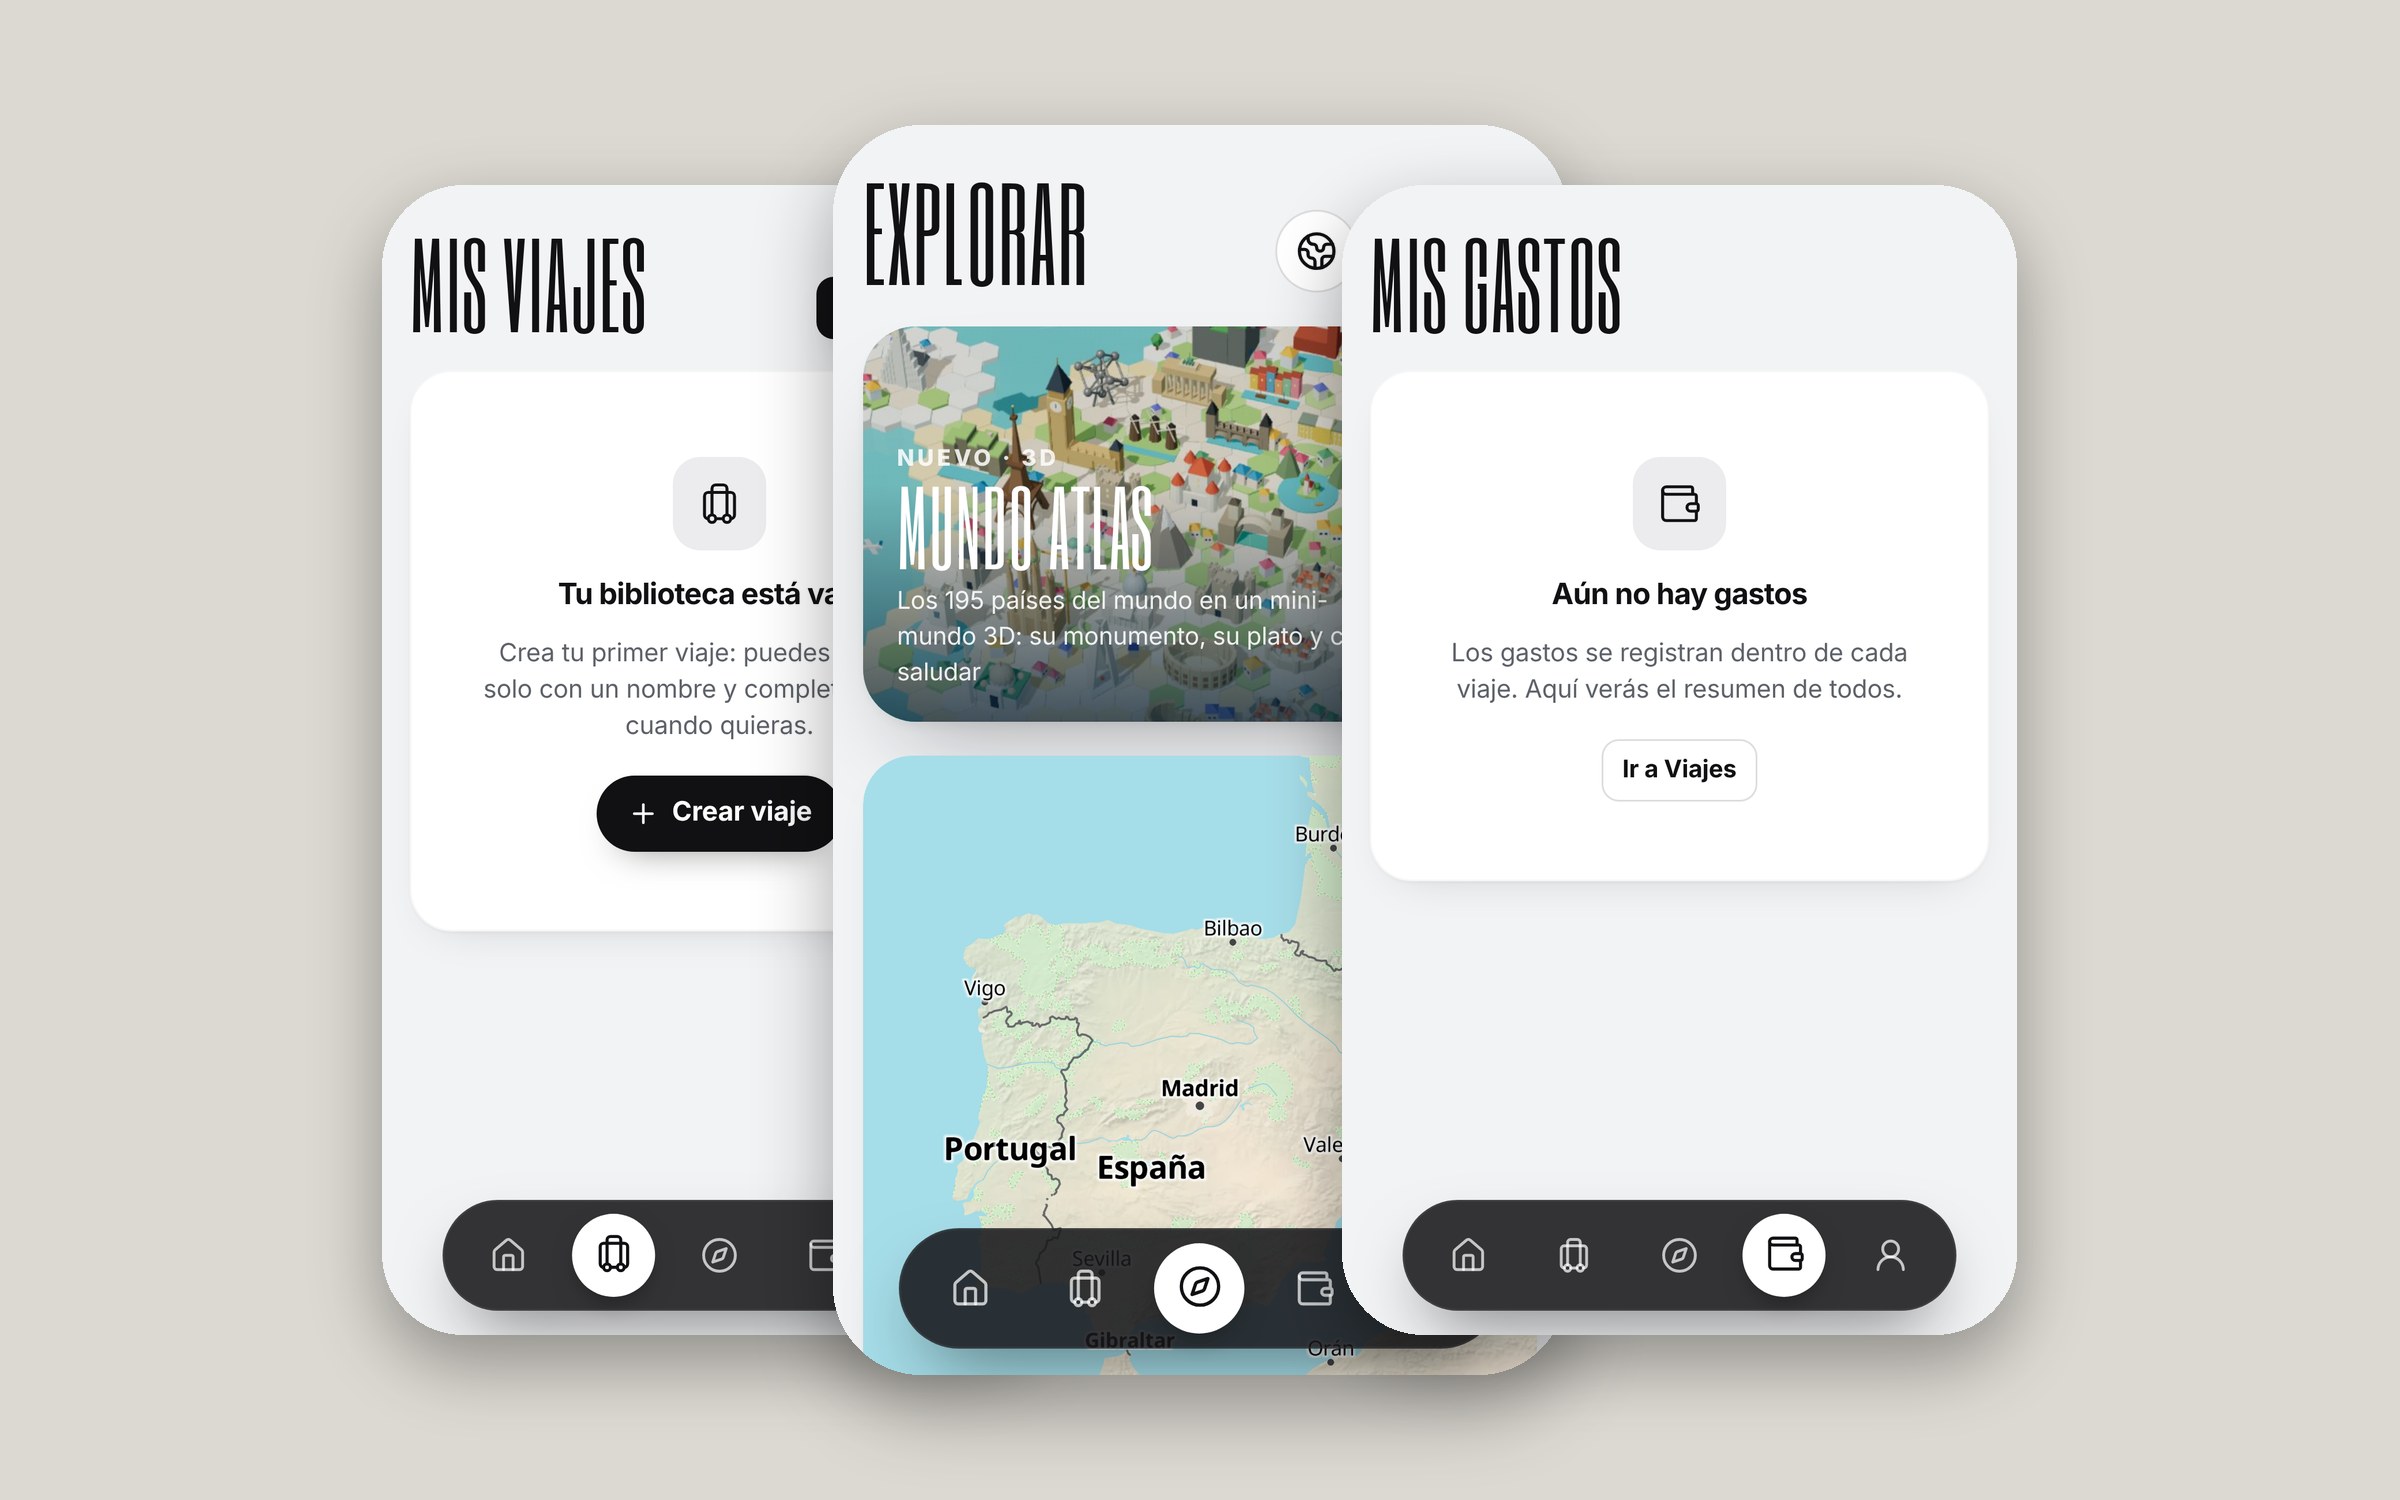 MIS VIAJES
Tu biblioteca está va
Crea tu primer viaje: puedes
solo con un nombre y complet
cuando quieras.
Crear viaje
EXPLORAR
NUEVO · 3D
MUNDO ATLAS
Los 195 países del mundo en un mini-
mundo 3D: su monumento, su plato y c
saludar
Burd
Bilbao
Vigo
Madrid
Vale
Portugal
España
Sevilla
Gibraltar
Orán
MIS GASTOS
Aún no hay gastos
Los gastos se registran dentro de cada
viaje. Aquí verás el resumen de todos.
Ir a Viajes